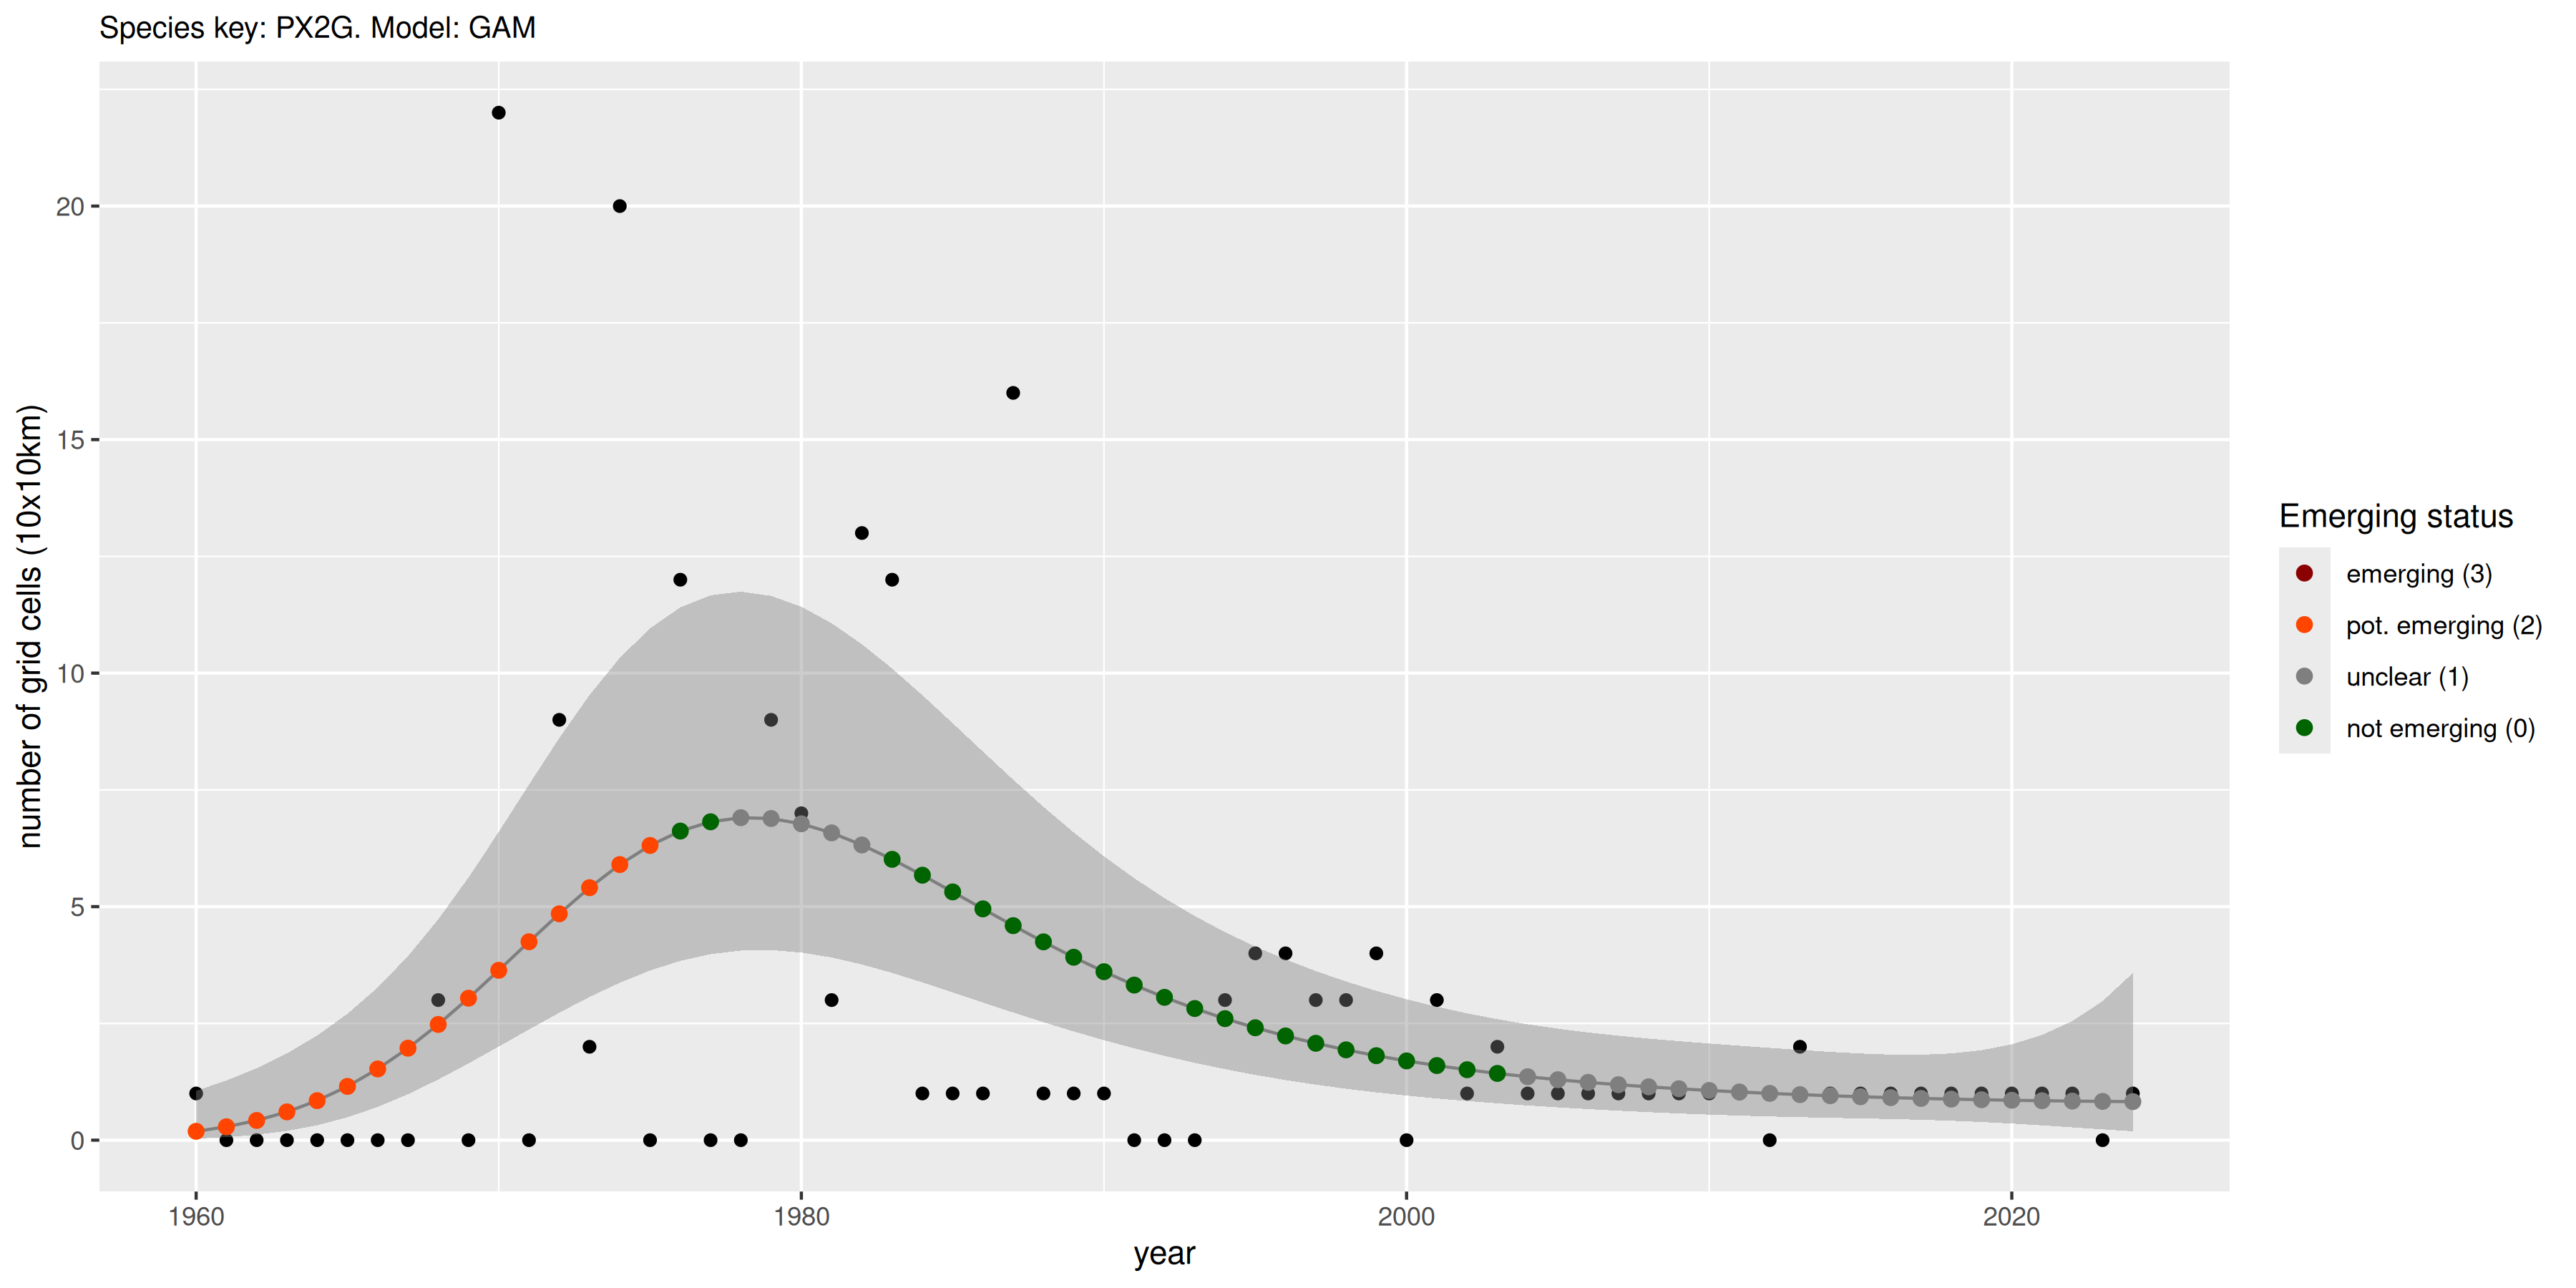 Species key: PX2G. Model: GAM
number of grid cells (10x10km)
20
15
10
5
0
1960
1980
2000
2020
year
Emerging status
emerging (3)
pot. emerging (2)
unclear (1)
not emerging (0)